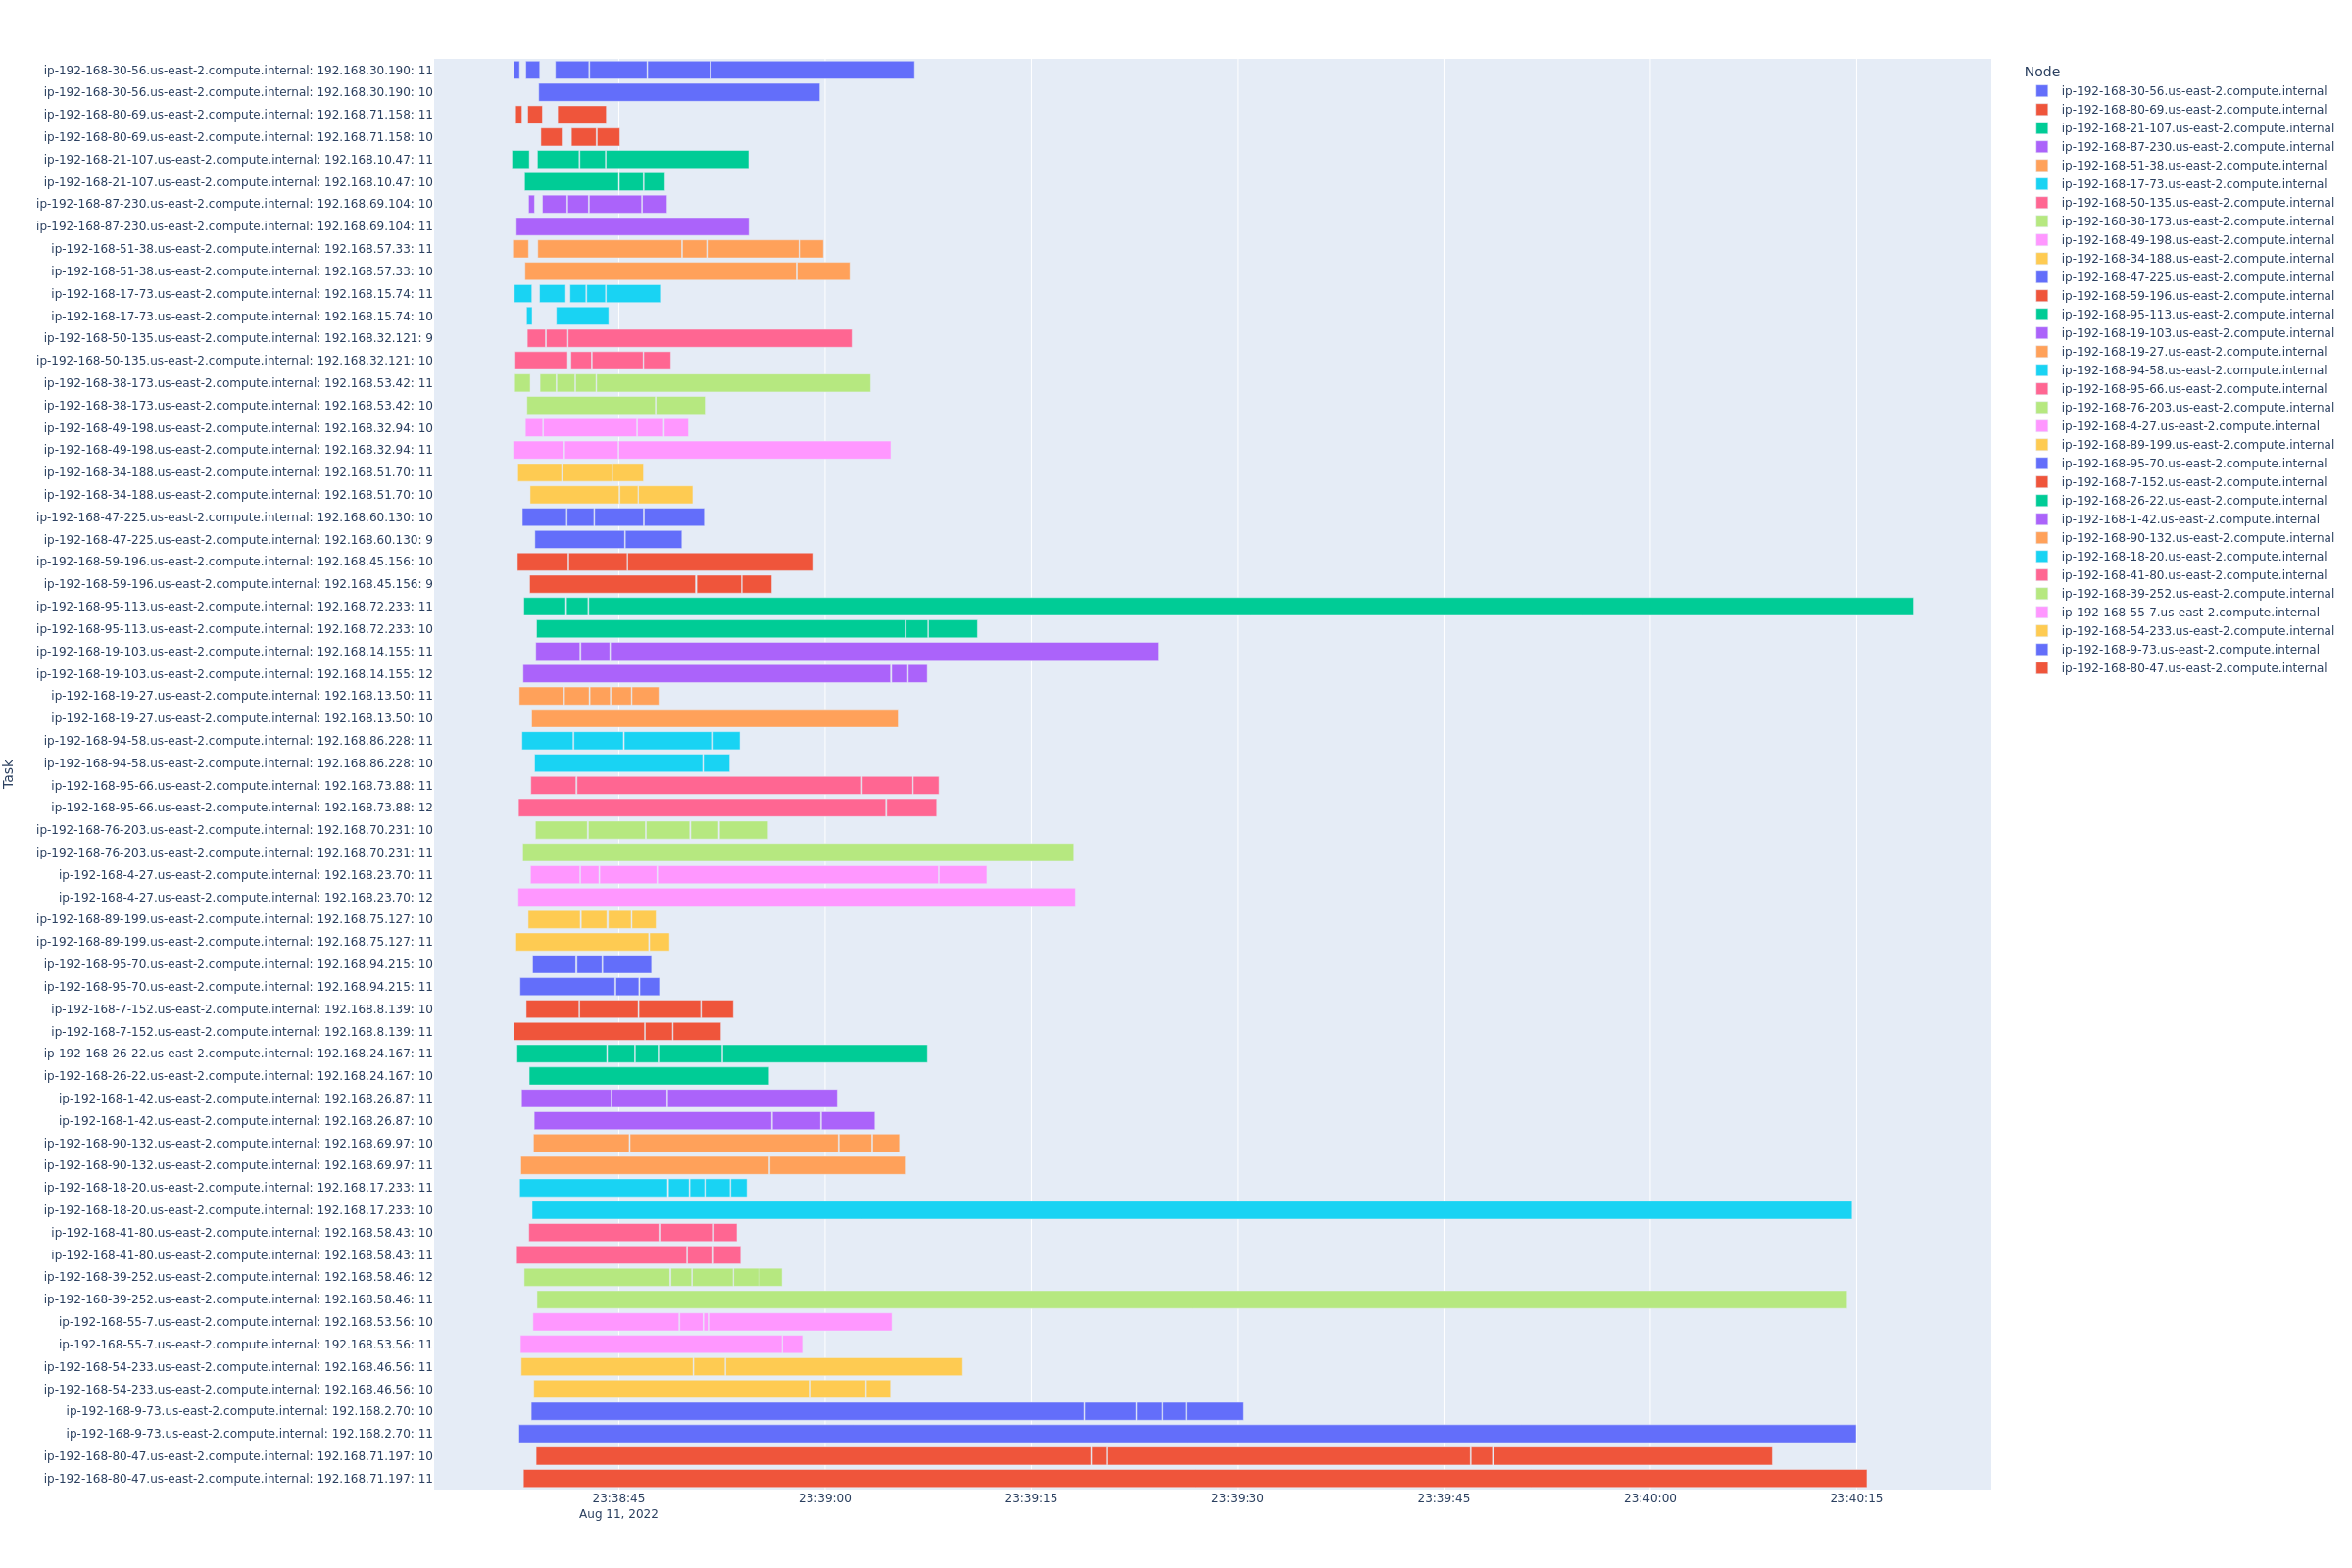 ip-192-168-30-56.us-east-2.compute.internal: 192.168.30.190: 11
ip-192-168-30-56.us-east-2.compute.internal: 192.168.30.190: 10
ip-192-168-80-69.us-east-2.compute.internal: 192.168.71.158: 11
ip-192-168-80-69.us-east-2.compute.internal: 192.168.71.158: 10
ip-192-168-21-107.us-east-2.compute.internal: 192.168.10.47: 11
ip-192-168-21-107.us-east-2.compute.internal: 192.168.10.47: 10
ip-192-168-87-230.us-east-2.compute.internal: 192.168.69.104: 10
ip-192-168-87-230.us-east-2.compute.internal: 192.168.69.104: 11
ip-192-168-51-38.us-east-2.compute.internal: 192.168.57.33: 11
ip-192-168-51-38.us-east-2.compute.internal: 192.168.57.33: 10
ip-192-168-17-73.us-east-2.compute.internal: 192.168.15.74: 11
ip-192-168-17-73.us-east-2.compute.internal: 192.168.15.74: 10
ip-192-168-50-135.us-east-2.compute.internal: 192.168.32.121: 9
ip-192-168-50-135.us-east-2.compute.internal: 192.168.32.121: 10
ip-192-168-38-173.us-east-2.compute.internal: 192.168.53.42: 11
ip-192-168-38-173.us-east-2.compute.internal: 192.168.53.42: 10
ip-192-168-49-198.us-east-2.compute.internal: 192.168.32.94: 10
ip-192-168-49-198.us-east-2.compute.internal: 192.168.32.94: 11
ip-192-168-34-188.us-east-2.compute.internal: 192.168.51.70: 11
ip-192-168-34-188.us-east-2.compute.internal: 192.168.51.70: 10
ip-192-168-47-225.us-east-2.compute.internal: 192.168.60.130: 10
ip-192-168-47-225.us-east-2.compute.internal: 192.168.60.130: 9
ip-192-168-59-196.us-east-2.compute.internal: 192.168.45.156: 10
ip-192-168-59-196.us-east-2.compute.internal: 192.168.45.156: 9
ip-192-168-95-113.us-east-2.compute.internal: 192.168.72.233: 11
ip-192-168-95-113.us-east-2.compute.internal: 192.168.72.233: 10
ip-192-168-19-103.us-east-2.compute.internal: 192.168.14.155: 11
ip-192-168-19-103.us-east-2.compute.internal: 192.168.14.155: 12
ip-192-168-19-27.us-east-2.compute.internal: 192.168.13.50: 11
ip-192-168-19-27.us-east-2.compute.internal: 192.168.13.50: 10
ip-192-168-94-58.us-east-2.compute.internal: 192.168.86.228: 11
ip-192-168-94-58.us-east-2.compute.internal: 192.168.86.228: 10
ip-192-168-95-66.us-east-2.compute.internal: 192.168.73.88: 11
ip-192-168-95-66.us-east-2.compute.internal: 192.168.73.88: 12
ip-192-168-76-203.us-east-2.compute.internal: 192.168.70.231: 10
ip-192-168-76-203.us-east-2.compute.internal: 192.168.70.231: 11
ip-192-168-4-27.us-east-2.compute.internal: 192.168.23.70: 11
ip-192-168-4-27.us-east-2.compute.internal: 192.168.23.70: 12
ip-192-168-89-199.us-east-2.compute.internal: 192.168.75.127: 10
ip-192-168-89-199.us-east-2.compute.internal: 192.168.75.127: 11
ip-192-168-95-70.us-east-2.compute.internal: 192.168.94.215: 10
ip-192-168-95-70.us-east-2.compute.internal: 192.168.94.215: 11
ip-192-168-7-152.us-east-2.compute.internal: 192.168.8.139: 10
ip-192-168-7-152.us-east-2.compute.internal: 192.168.8.139: 11
ip-192-168-26-22.us-east-2.compute.internal: 192.168.24.167: 11
ip-192-168-26-22.us-east-2.compute.internal: 192.168.24.167: 10
ip-192-168-1-42.us-east-2.compute.internal: 192.168.26.87: 11
ip-192-168-1-42.us-east-2.compute.internal: 192.168.26.87: 10
ip-192-168-90-132.us-east-2.compute.internal: 192.168.69.97: 10
ip-192-168-90-132.us-east-2.compute.internal: 192.168.69.97: 11
ip-192-168-18-20.us-east-2.compute.internal: 192.168.17.233: 11
ip-192-168-18-20.us-east-2.compute.internal: 192.168.17.233: 10
ip-192-168-41-80.us-east-2.compute.internal: 192.168.58.43: 10
ip-192-168-41-80.us-east-2.compute.internal: 192.168.58.43: 11
ip-192-168-39-252.us-east-2.compute.internal: 192.168.58.46: 12
ip-192-168-39-252.us-east-2.compute.internal: 192.168.58.46: 11
ip-192-168-55-7.us-east-2.compute.internal: 192.168.53.56: 10
ip-192-168-55-7.us-east-2.compute.internal: 192.168.53.56: 11
ip-192-168-54-233.us-east-2.compute.internal: 192.168.46.56: 11
ip-192-168-54-233.us-east-2.compute.internal: 192.168.46.56: 10
ip-192-168-9-73.us-east-2.compute.internal: 192.168.2.70: 10
ip-192-168-9-73.us-east-2.compute.internal: 192.168.2.70: 11
ip-192-168-80-47.us-east-2.compute.internal: 192.168.71.197: 10
ip-192-168-80-47.us-east-2.compute.internal: 192.168.71.197: 11
Task
23:38:45
Aug 11, 2022
23:39:00
23:39:15
23:39:30
23:39:45
23:40:00
23:40:15
Node
ip-192-168-30-56.us-east-2.compute.internal
ip-192-168-80-69.us-east-2.compute.internal
ip-192-168-21-107.us-east-2.compute.internal
ip-192-168-87-230.us-east-2.compute.internal
ip-192-168-51-38.us-east-2.compute.internal
ip-192-168-17-73.us-east-2.compute.internal
ip-192-168-50-135.us-east-2.compute.internal
ip-192-168-38-173.us-east-2.compute.internal
ip-192-168-49-198.us-east-2.compute.internal
ip-192-168-34-188.us-east-2.compute.internal
ip-192-168-47-225.us-east-2.compute.internal
ip-192-168-59-196.us-east-2.compute.internal
ip-192-168-95-113.us-east-2.compute.internal
ip-192-168-19-103.us-east-2.compute.internal
ip-192-168-19-27.us-east-2.compute.internal
ip-192-168-94-58.us-east-2.compute.internal
ip-192-168-95-66.us-east-2.compute.internal
ip-192-168-76-203.us-east-2.compute.internal
ip-192-168-4-27.us-east-2.compute.internal
ip-192-168-89-199.us-east-2.compute.internal
ip-192-168-95-70.us-east-2.compute.internal
ip-192-168-7-152.us-east-2.compute.internal
ip-192-168-26-22.us-east-2.compute.internal
ip-192-168-1-42.us-east-2.compute.internal
ip-192-168-90-132.us-east-2.compute.internal
ip-192-168-18-20.us-east-2.compute.internal
ip-192-168-41-80.us-east-2.compute.internal
ip-192-168-39-252.us-east-2.compute.internal
ip-192-168-55-7.us-east-2.compute.internal
ip-192-168-54-233.us-east-2.compute.internal
ip-192-168-9-73.us-east-2.compute.internal
ip-192-168-80-47.us-east-2.compute.internal